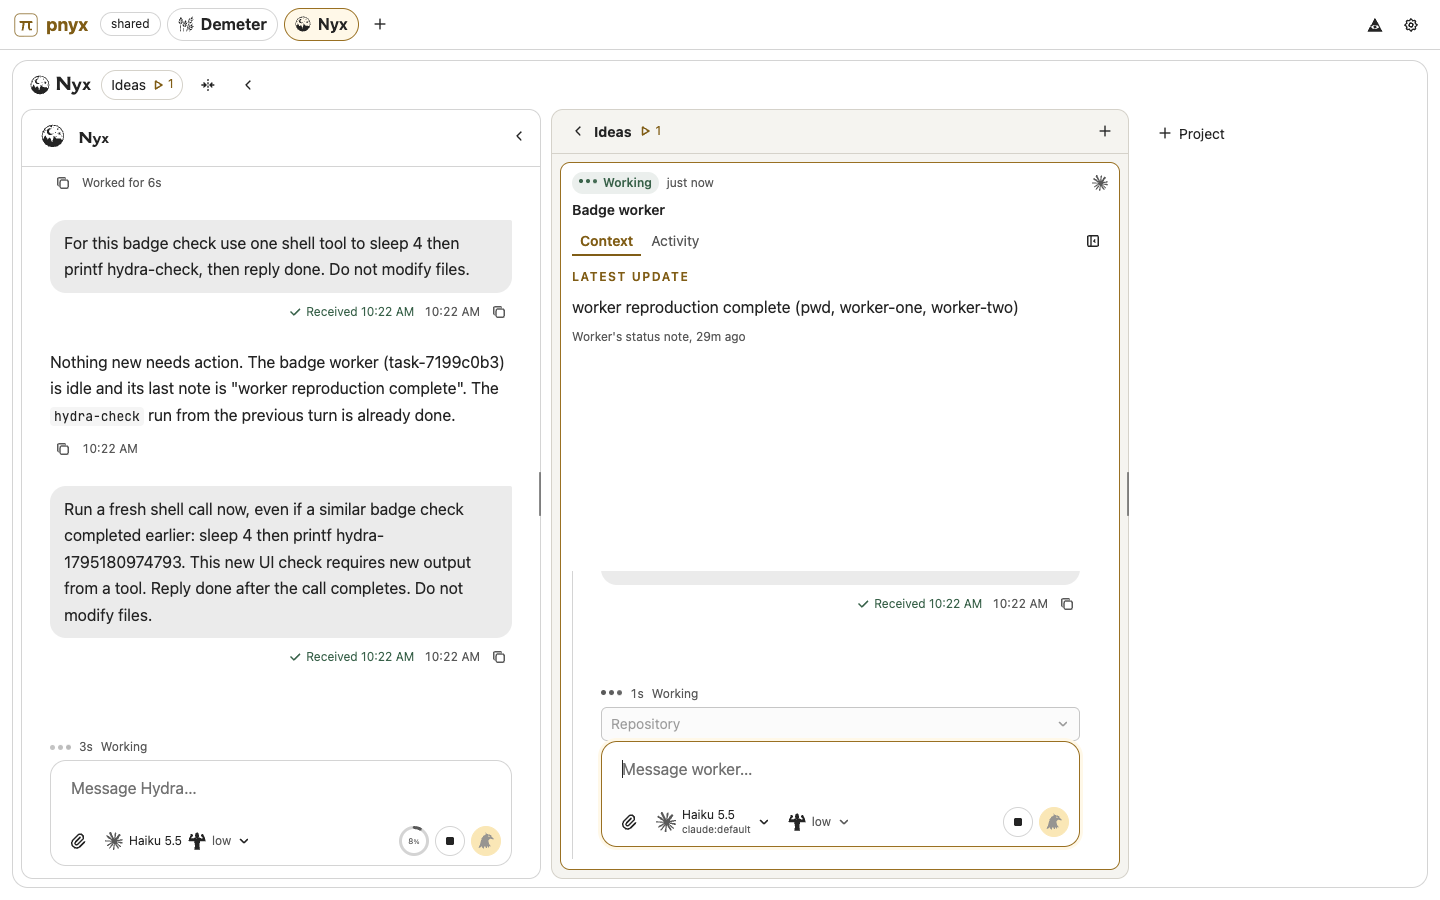 π pnyx shared Demeter Nyx +
Nyx Ideas 1
Nyx
Worked for 6s
For this badge check use one shell tool to sleep 4 then
printf hydra-check, then reply done. Do not modify files.
Received 10:22 AM 10:22 AM
Nothing new needs action. The badge worker (task-7199c0b3)
is idle and its last note is "worker reproduction complete". The
hydra-check run from the previous turn is already done.
10:22 AM
Run a fresh shell call now, even if a similar badge check
completed earlier: sleep 4 then printf hydra-
1795180974793. This new UI check requires new output
from a tool. Reply done after the call completes. Do not
modify files.
Received 10:22 AM 10:22 AM
3s Working
Message Hydra...
Haiku 5.5 low 8%
Ideas 1 +
Working just now
Badge worker
Context Activity
LATEST UPDATE
worker reproduction complete (pwd, worker-one, worker-two)
Worker's status note, 29m ago
Received 10:22 AM 10:22 AM
1s Working
Repository
Message worker...
Haiku 5.5
claude:default
low
+ Project